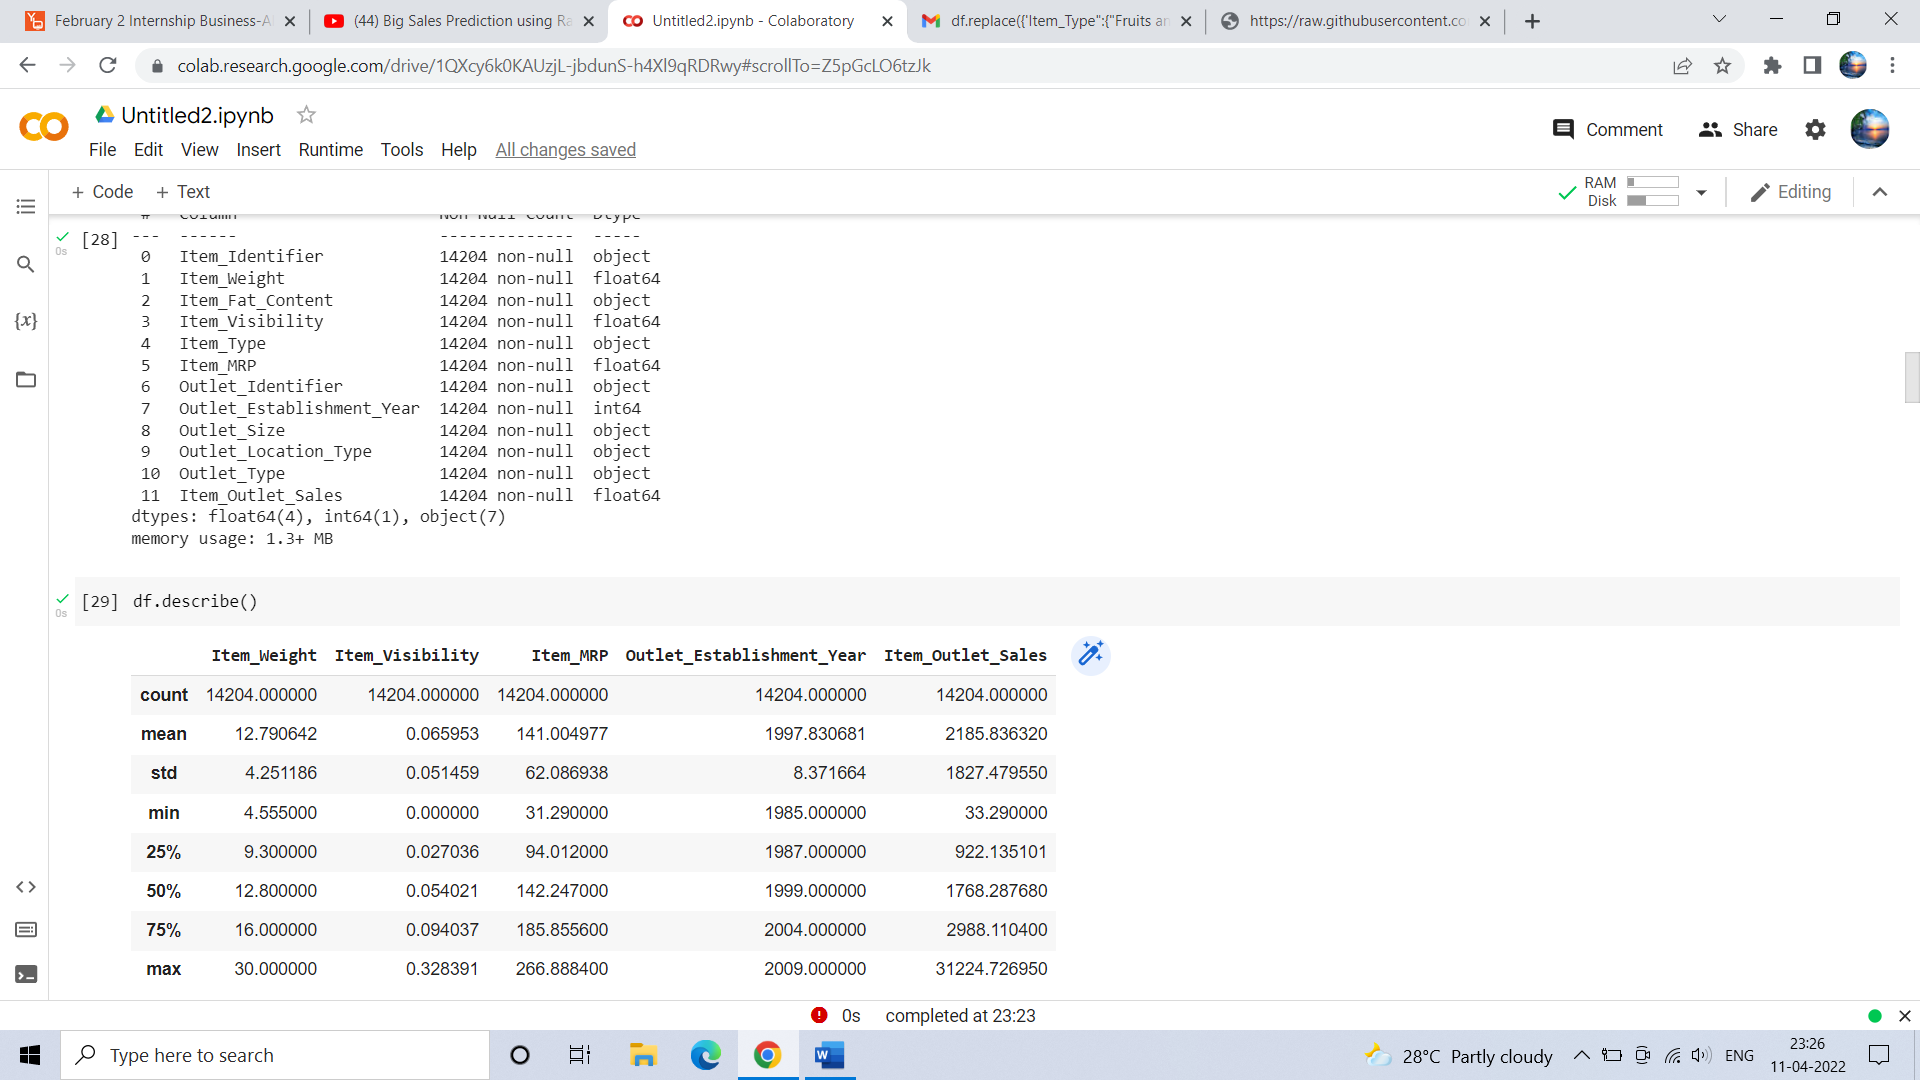 February 2 Internship Business-A
(44) Big Sales Prediction using Ra
Untitled2.ipynb - Colaboratory
df.replace({'Item_Type':{"Fruits an
https://raw.githubusercontent.co
colab.research.google.com/drive/1QXcy6k0KAUzjL-jbdunS-h4Xl9qRDRwy#scrollTo=Z5pGcLO6tzJk
Untitled2.ipynb
Comment Share
File Edit View Insert Runtime Tools Help All changes saved
+ Code + Text
RAM
Disk
Editing
# Column Non-Null Count Dtype
[28] --- ------ -------------- -----
0s
0 Item_Identifier 14204 non-null object
1 Item_Weight 14204 non-null float64
2 Item_Fat_Content 14204 non-null object
3 Item_Visibility 14204 non-null float64
4 Item_Type 14204 non-null object
5 Item_MRP 14204 non-null float64
6 Outlet_Identifier 14204 non-null object
7 Outlet_Establishment_Year 14204 non-null int64
8 Outlet_Size 14204 non-null object
9 Outlet_Location_Type 14204 non-null object
10 Outlet_Type 14204 non-null object
11 Item_Outlet_Sales 14204 non-null float64
dtypes: float64(4), int64(1), object(7)
memory usage: 1.3+ MB
[29] df.describe()
0s
Item_Weight Item_Visibility Item_MRP Outlet_Establishment_Year Item_Outlet_Sales
count 14204.000000 14204.000000 14204.000000 14204.000000 14204.000000
mean 12.790642 0.065953 141.004977 1997.830681 2185.836320
std 4.251186 0.051459 62.086938 8.371664 1827.479550
min 4.555000 0.000000 31.290000 1985.000000 33.290000
25% 9.300000 0.027036 94.012000 1987.000000 922.135101
50% 12.800000 0.054021 142.247000 1999.000000 1768.287680
75% 16.000000 0.094037 185.855600 2004.000000 2988.110400
max 30.000000 0.328391 266.888400 2009.000000 31224.726950
0s completed at 23:23
Type here to search
28°C Partly cloudy
ENG
23:26
11-04-2022